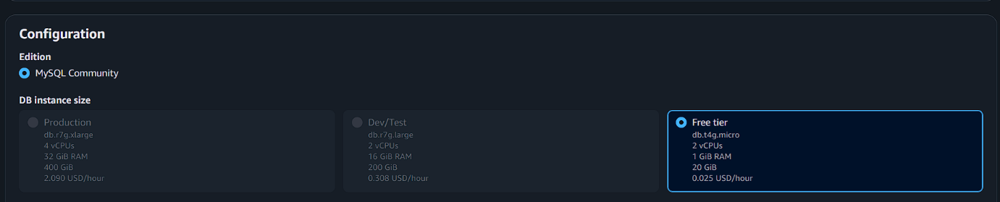 Configuration
Edition
MySQL Community
DB instance size
Production
db.r7g.xlarge
4 vCPUs
32 GiB RAM
400 GiB
2.090 USD/hour
Dev/Test
db.r7g.large
2 vCPUs
16 GiB RAM
200 GiB
0.308 USD/hour
Free tier
db.t4g.micro
2 vCPUs
1 GiB RAM
20 GiB
0.025 USD/hour